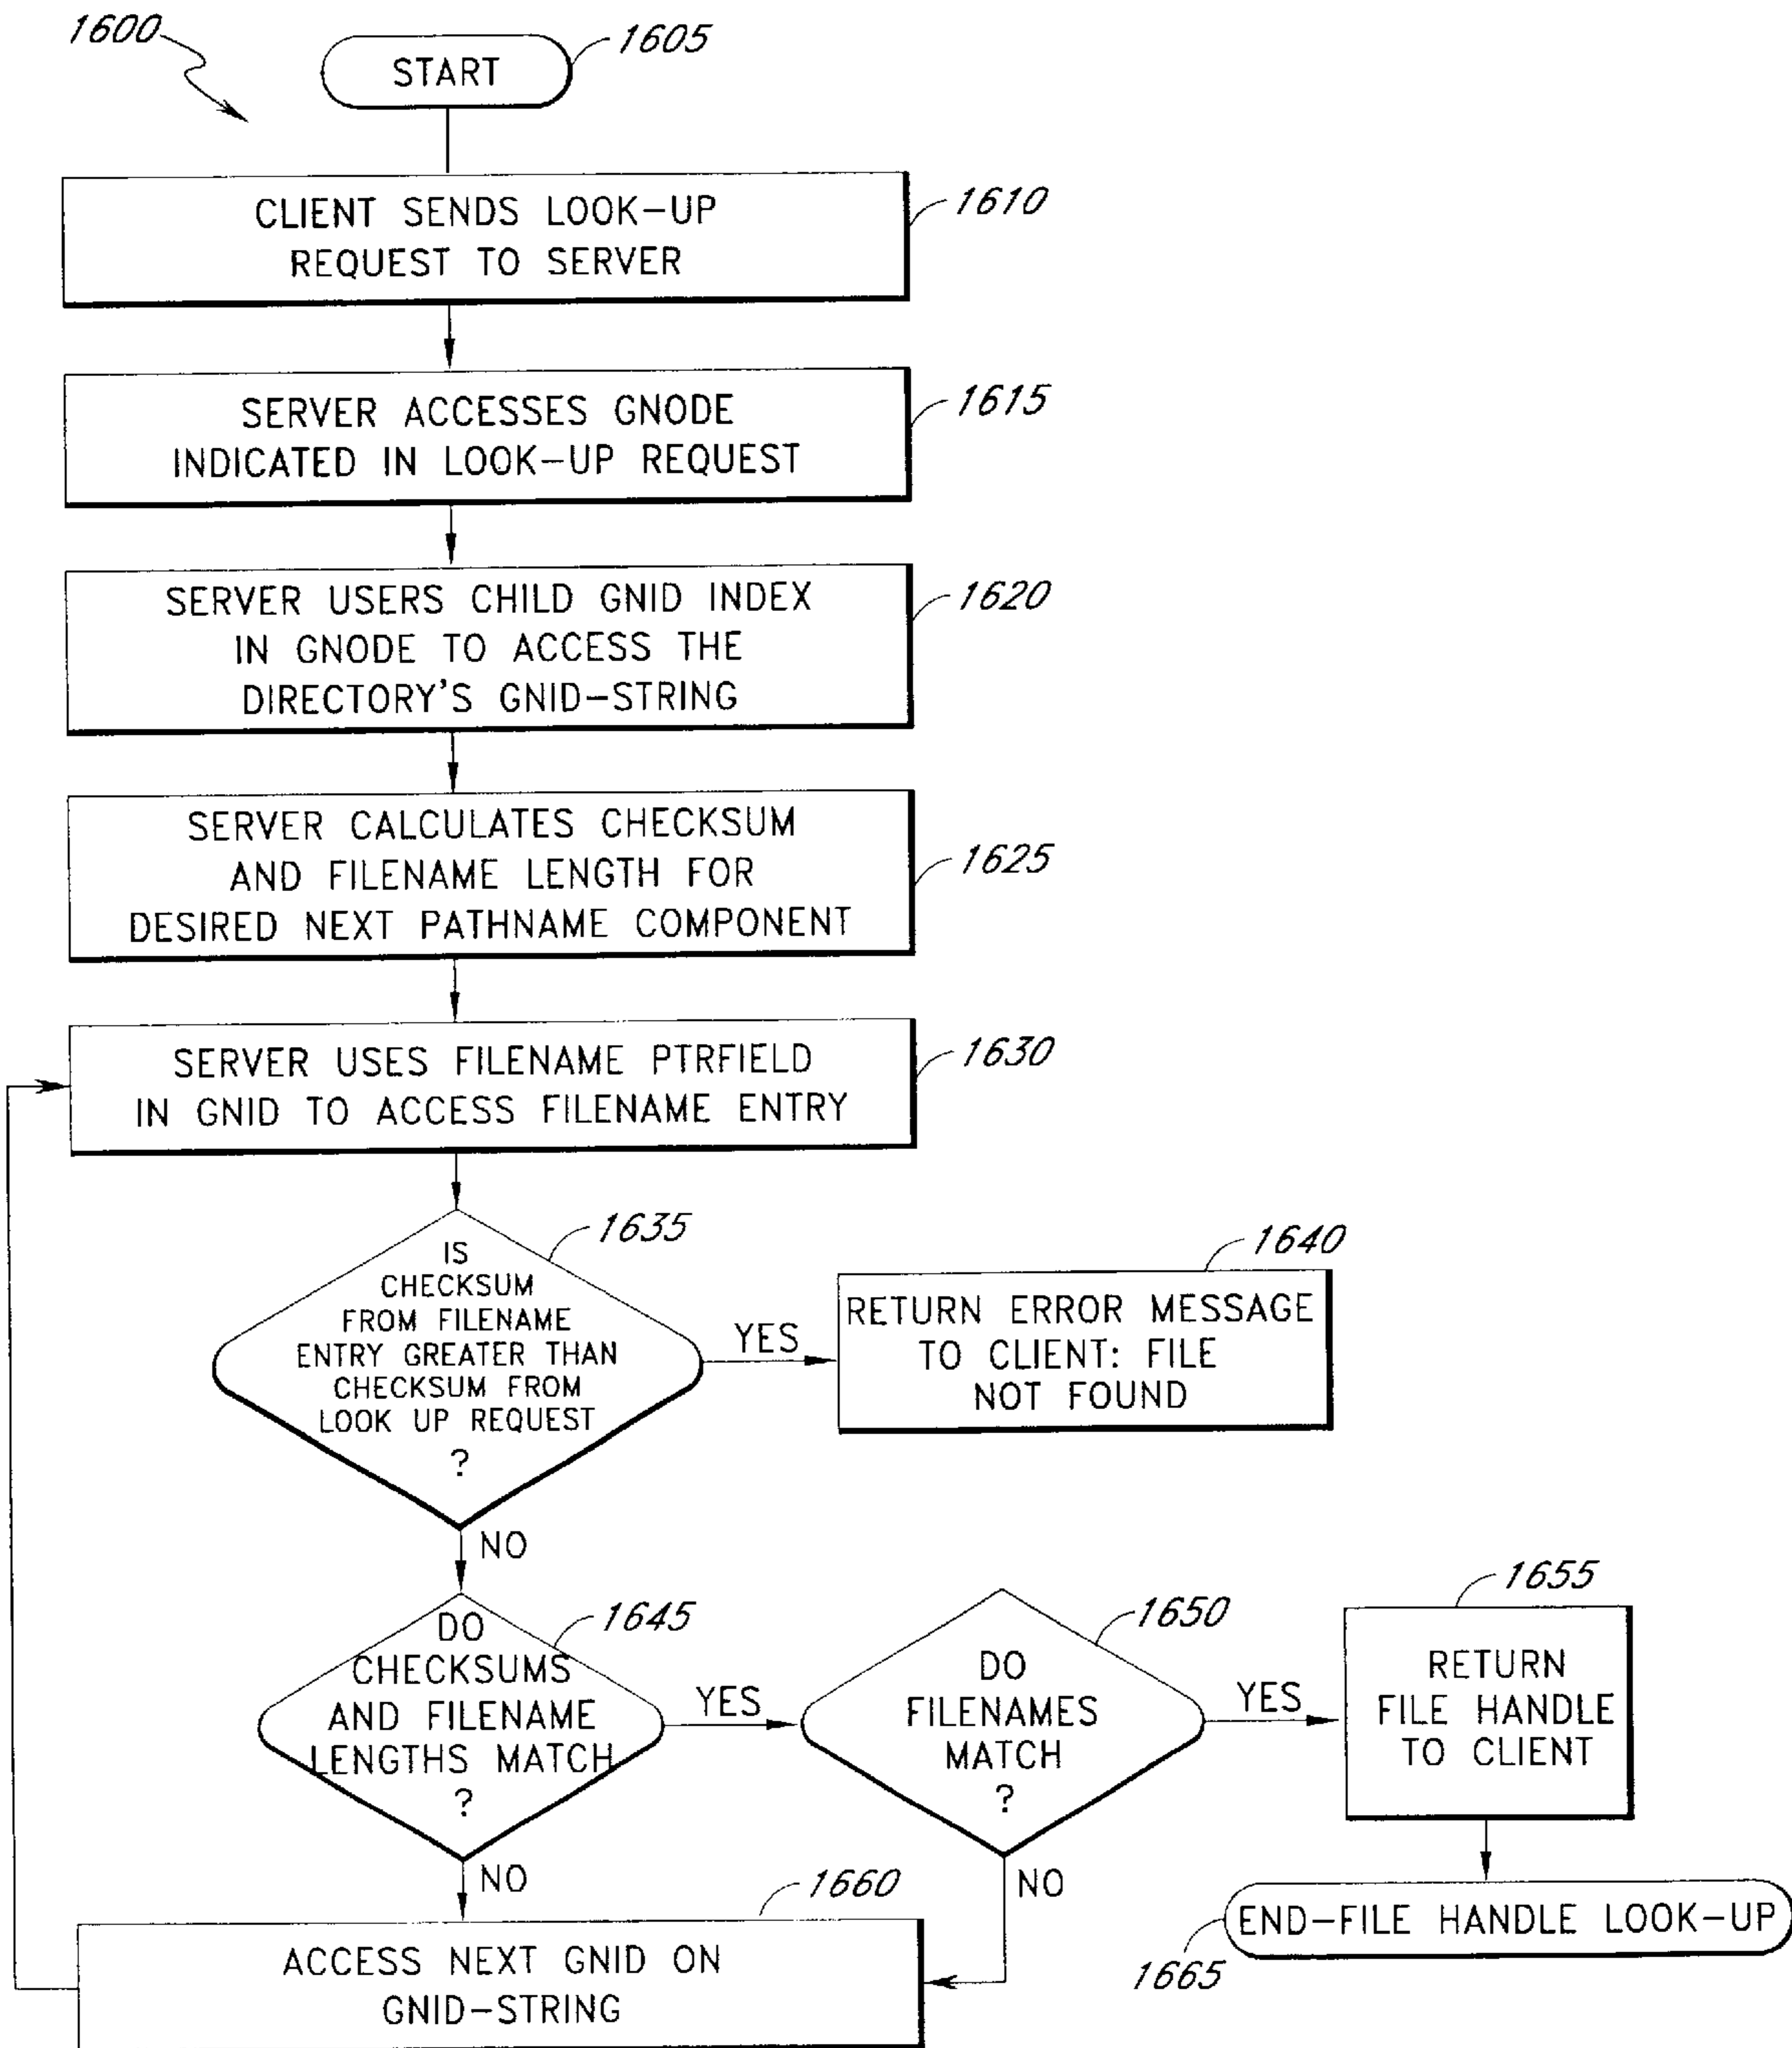 1600
START
1605
CLIENT SENDS LOOK-UP
REQUEST TO SERVER
1610
SERVER ACCESSES GNODE
INDICATED IN LOOK-UP REQUEST
1615
SERVER USERS CHILD GNID INDEX
IN GNODE TO ACCESS THE
DIRECTORY'S GNID-STRING
1620
SERVER CALCULATES CHECKSUM
AND FILENAME LENGTH FOR
DESIRED NEXT PATHNAME COMPONENT
1625
SERVER USES FILENAME PTRFIELD
IN GNID TO ACCESS FILENAME ENTRY
1630
IS
CHECKSUM
FROM FILENAME
ENTRY GREATER THAN
CHECKSUM FROM
LOOK UP REQUEST
?
1635
YES
RETURN ERROR MESSAGE
TO CLIENT: FILE
NOT FOUND
1640
NO
DO
CHECKSUMS
AND FILENAME
LENGTHS MATCH
?
1645
YES
DO
FILENAMES
MATCH
?
1650
YES
RETURN
FILE HANDLE
TO CLIENT
1655
NO
NO
ACCESS NEXT GNID ON
GNID-STRING
1660
END-FILE HANDLE LOOK-UP
1665